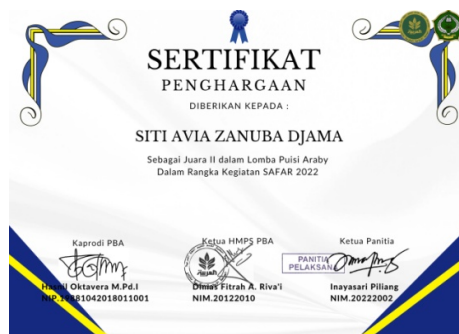 SERTIFIKAT
PENGHARGAAN
DIBERIKAN KEPADA :
SITI AVIA ZANUBA DJAMA
Sebagai Juara II dalam Lomba Puisi Araby
Dalam Rangka Kegiatan SAFAR 2022
Kaprodi PBA
Ketua HMPS PBA
Ketua Panitia
PANITIA
PELAKSANA
Oktavera M.Pd.I
Dimas Fitrah A. Riva'i
Inayasari Piliang
NIM.20122010
NIM.20222002